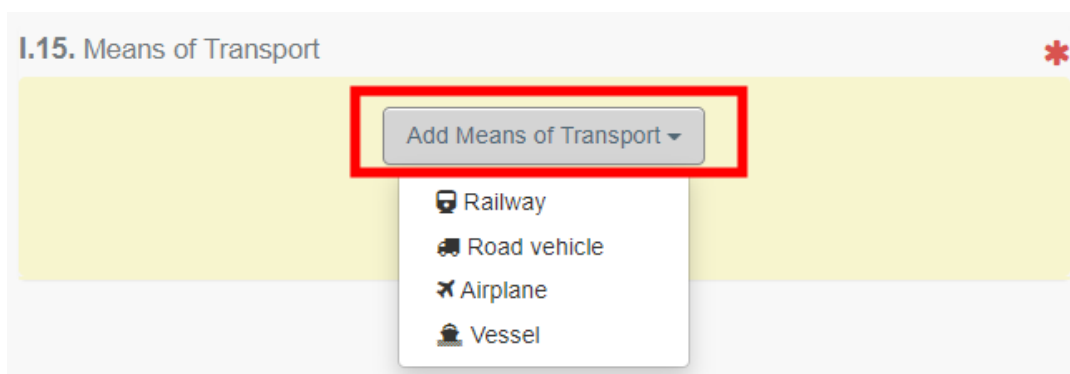 I.15. Means of Transport *
Add Means of Transport
Railway
Road vehicle
Airplane
Vessel